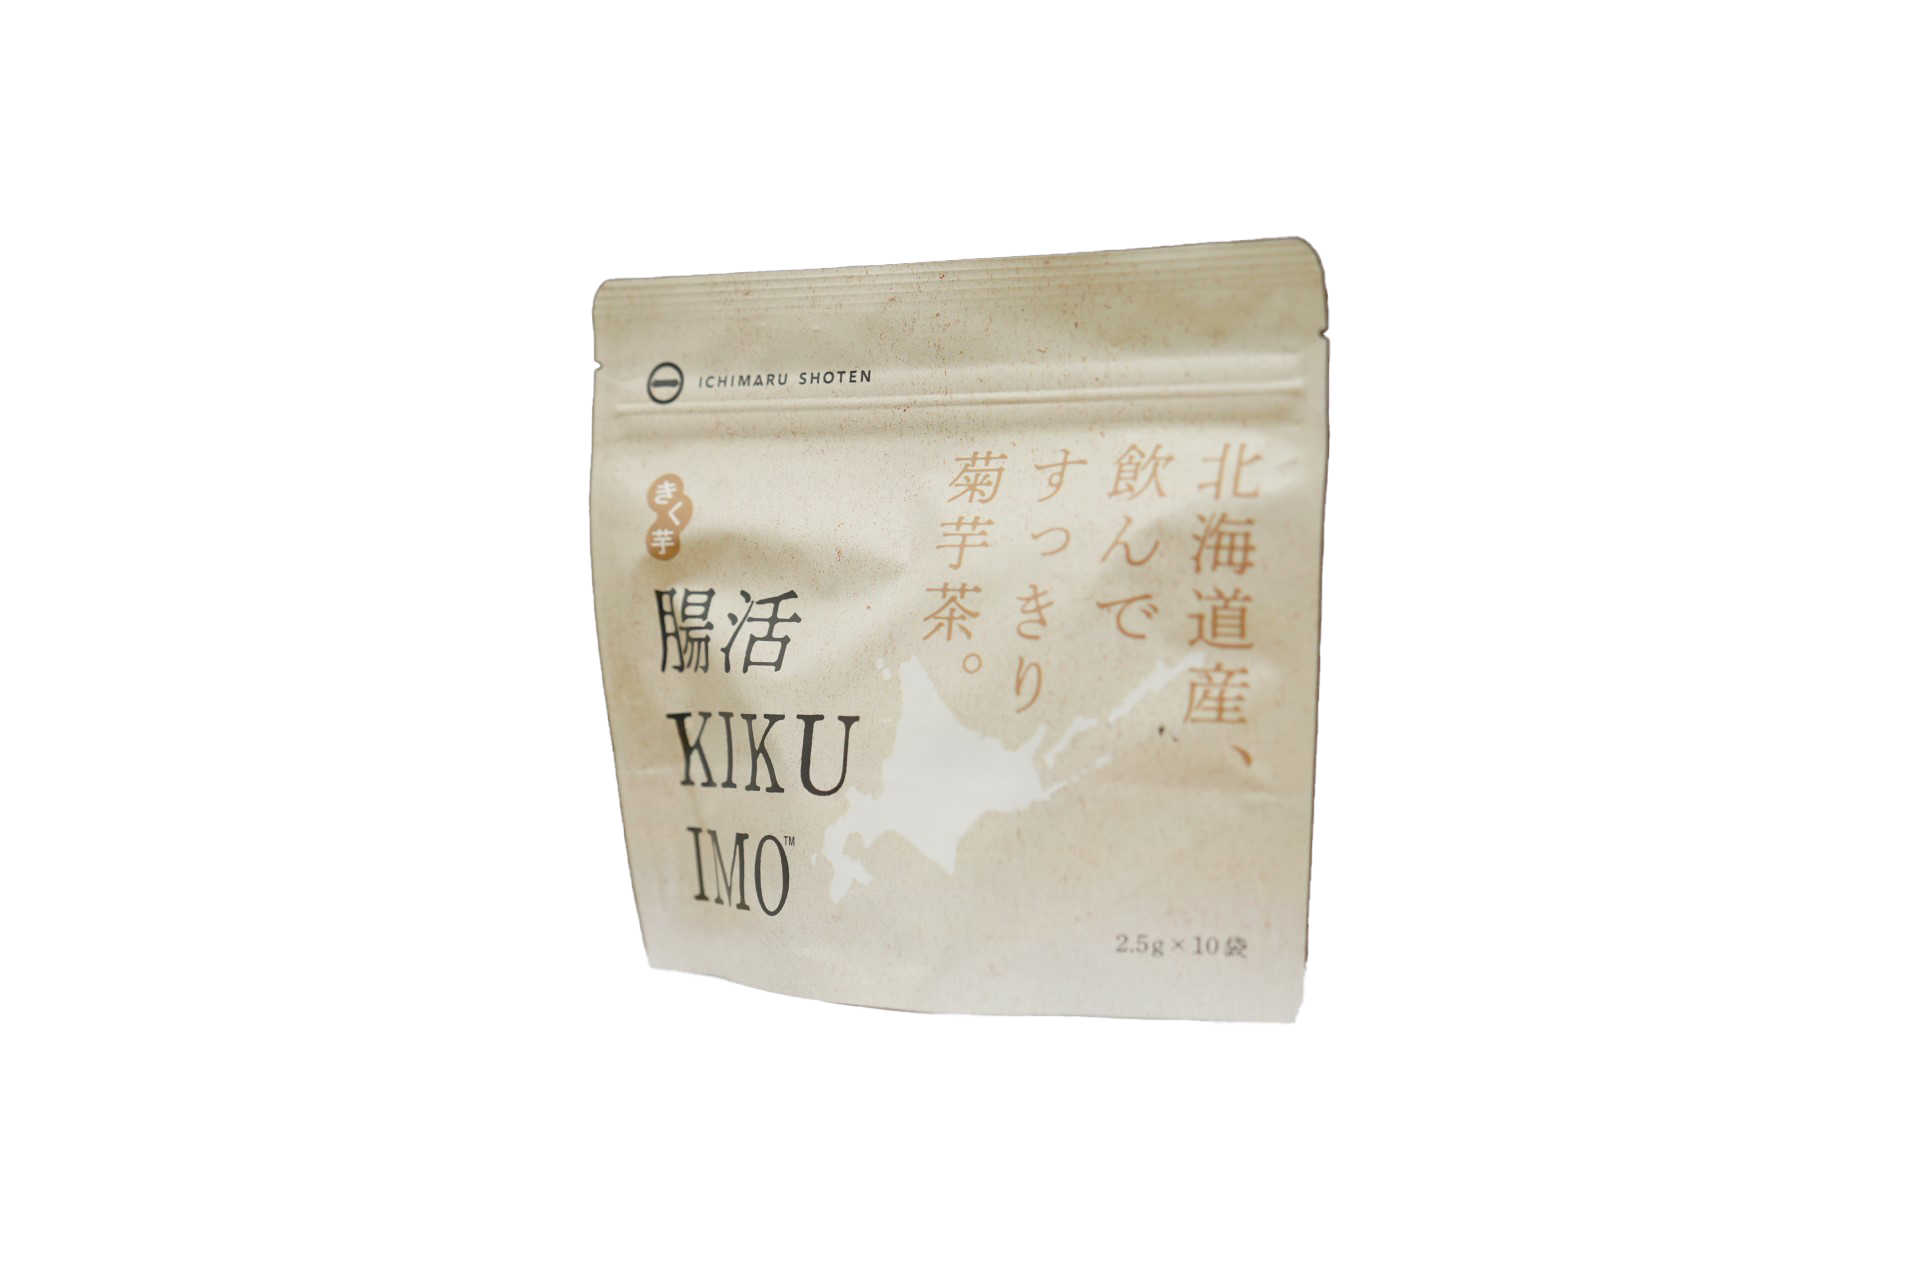 ICHIMARU SHOTEN
北海道産、
飲んで
すっきり
菊芋茶。
きく芋
腸活
KIKU
IMO™
2.5g×10袋